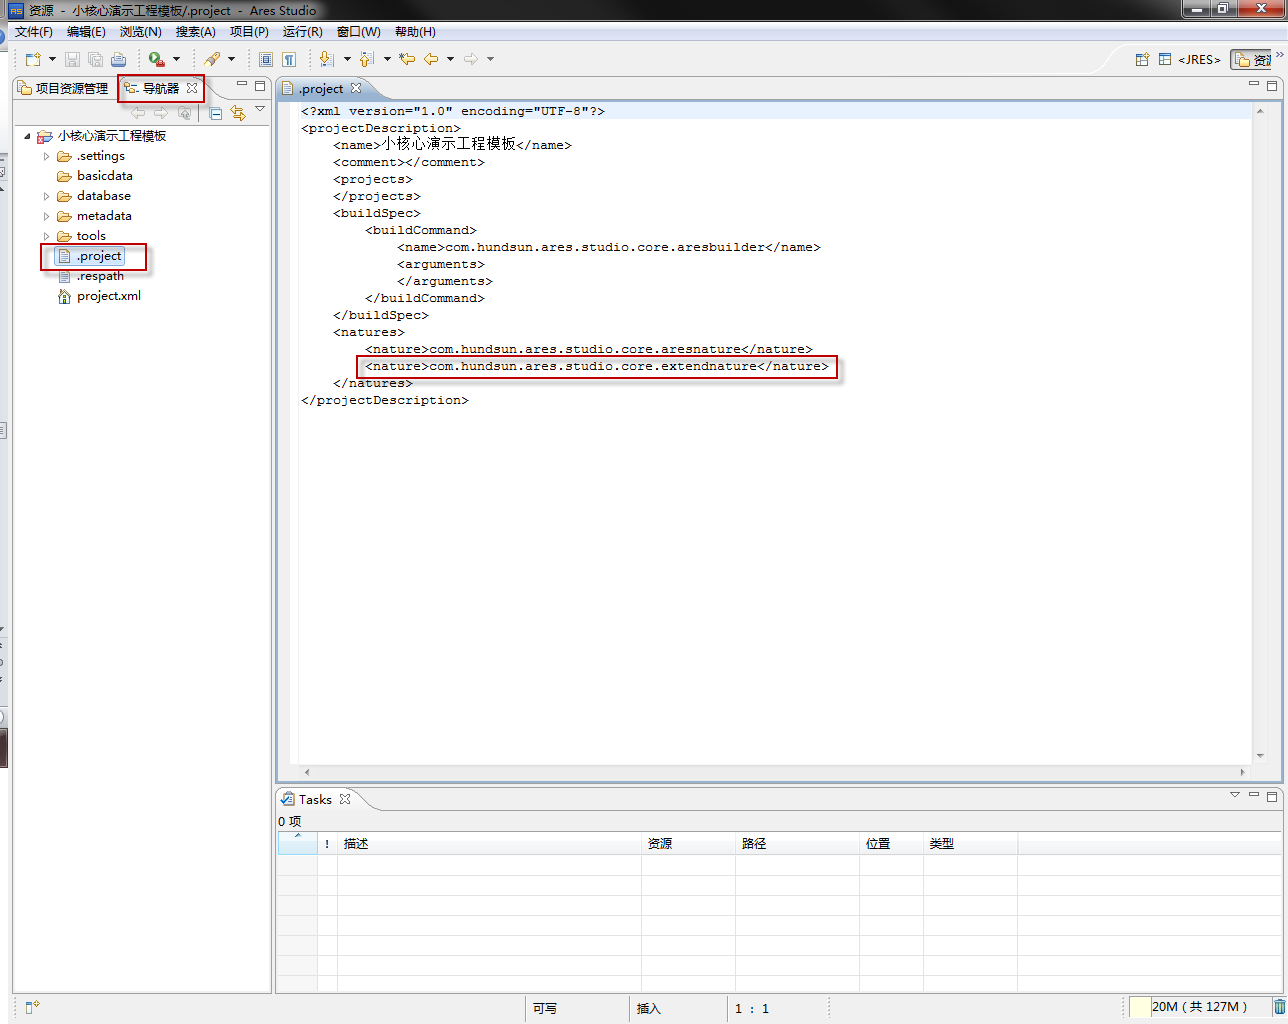 资源 - 小核心演示工程模板/.project - Ares Studio
文件(F) 编辑(E) 浏览(N) 搜索(A) 项目(P) 运行(R) 窗口(W) 帮助(H)
<JRES>
项目资源管理 导航器
小核心演示工程模板
.settings
basicdata
database
metadata
tools
.project
.respath
project.xml
.project
<?xml version="1.0" encoding="UTF-8"?>
<projectDescription>
<name>小核心演示工程模板</name>
<comment></comment>
<projects>
</projects>
<buildSpec>
<buildCommand>
<name>com.hundsun.ares.studio.core.aresbuilder</name>
<arguments>
</arguments>
</buildCommand>
</buildSpec>
<natures>
<nature>com.hundsun.ares.studio.core.aresnature</nature>
<nature>com.hundsun.ares.studio.core.extendnature</nature>
</natures>
</projectDescription>
Tasks
0 项
! 描述 资源 路径 位置 类型
可写 插入 1 : 1 20M ( 共 127M )